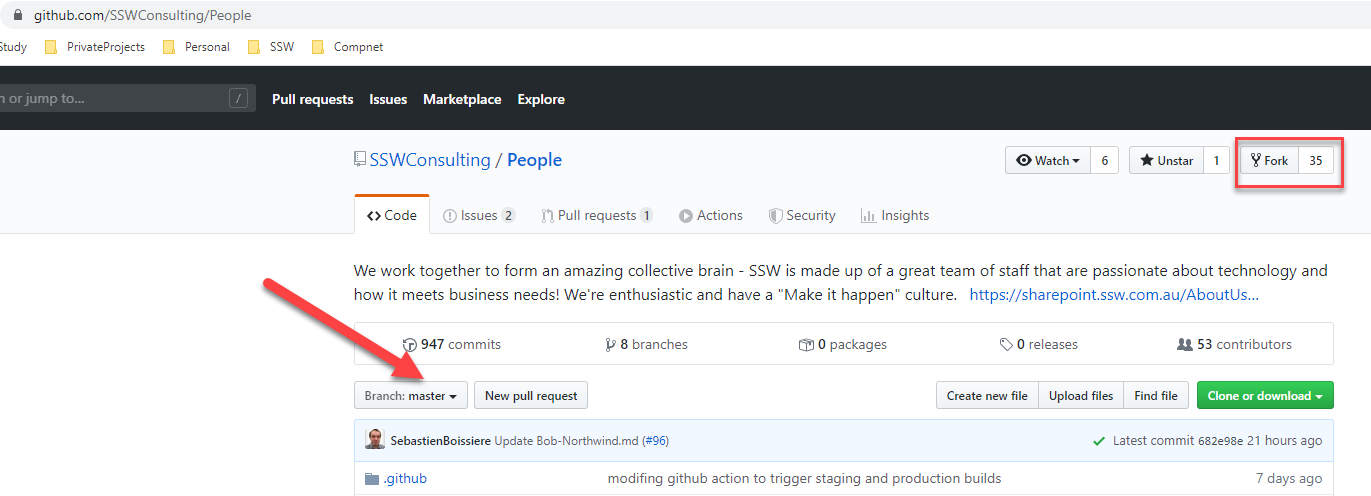 github.com/SSWConsulting/People
Study PrivateProjects Personal SSW Compnet
or jump to... / Pull requests Issues Marketplace Explore
SSWConsulting / People Watch 6 Unstar 1 Fork 35
Code Issues 2 Pull requests 1 Actions Security Insights
We work together to form an amazing collective brain - SSW is made up of a great team of staff that are passionate about technology and
how it meets business needs! We're enthusiastic and have a "Make it happen" culture. https://sharepoint.ssw.com.au/AboutUs...
947 commits 8 branches 0 packages 0 releases 53 contributors
Branch: master New pull request Create new file Upload files Find file Clone or download
SebastienBoissiere Update Bob-Northwind.md (#96) Latest commit 682e98e 21 hours ago
.github modifing github action to trigger staging and production builds 7 days ago